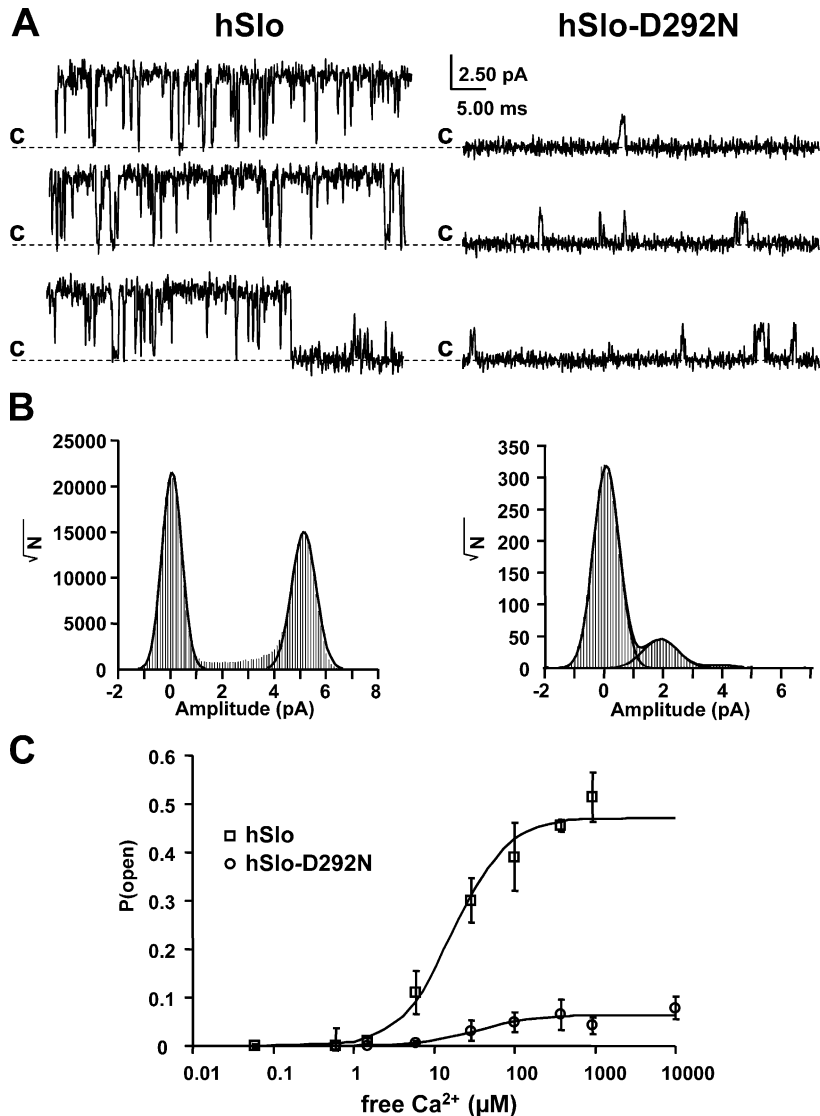 A hSlo hSlo-D292N
2.50 pA
5.00 ms
c c
c c
c c
B
25000
20000
15000
10000
5000
0
√N
-2 0 2 4 6 8
Amplitude (pA)
350
300
250
200
150
100
50
0
√N
-2 0 2 4 6
Amplitude (pA)
C
0.6
0.5
0.4
0.3
0.2
0.1
0
P(open)
hSlo
hSlo-D292N
0.01 0.1 1 10 100 1000 10000
free Ca²⁺ (µM)